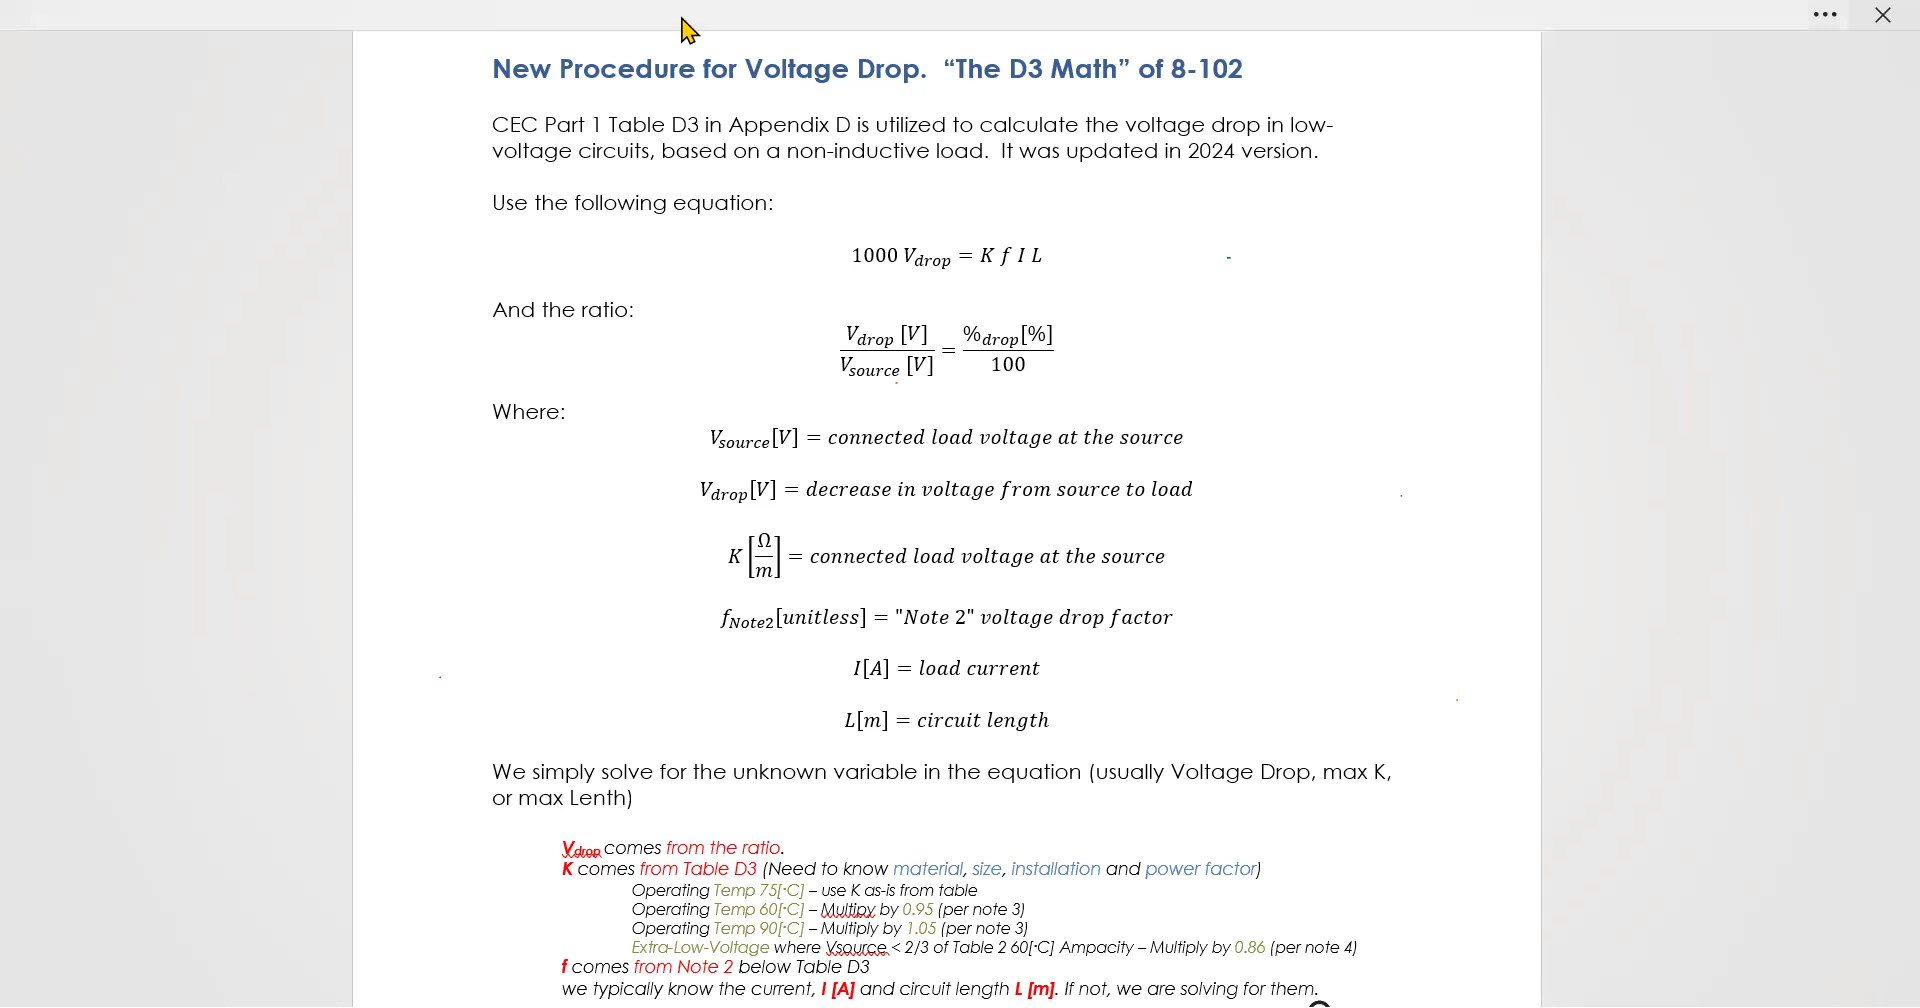 New Procedure for Voltage Drop.  “The D3 Math” of 8-102
CEC Part 1 Table D3 in Appendix D is utilized to calculate the voltage drop in low-
voltage circuits, based on a non-inductive load.  It was updated in 2024 version.
Use the following equation:
1000 V_drop = K f I L
And the ratio:
V_drop [V] / V_source [V] = %_drop[%] / 100
Where:
V_source[V] = connected load voltage at the source
V_drop[V] = decrease in voltage from source to load
K [Ω/m] = connected load voltage at the source
f_Note2[unitless] = "Note 2" voltage drop factor
I[A] = load current
L[m] = circuit length
We simply solve for the unknown variable in the equation (usually Voltage Drop, max K,
or max Lenth)
Vdrop comes from the ratio.
K comes from Table D3 (Need to know material, size, installation and power factor)
Operating Temp 75[°C] – use K as-is from table
Operating Temp 60[°C] – Multipy by 0.95 (per note 3)
Operating Temp 90[°C] – Multiply by 1.05 (per note 3)
Extra-Low-Voltage where Vsource < 2/3 of Table 2 60[°C] Ampacity – Multiply by 0.86 (per note 4)
f comes from Note 2 below Table D3
we typically know the current, I [A] and circuit length L [m]. If not, we are solving for them.